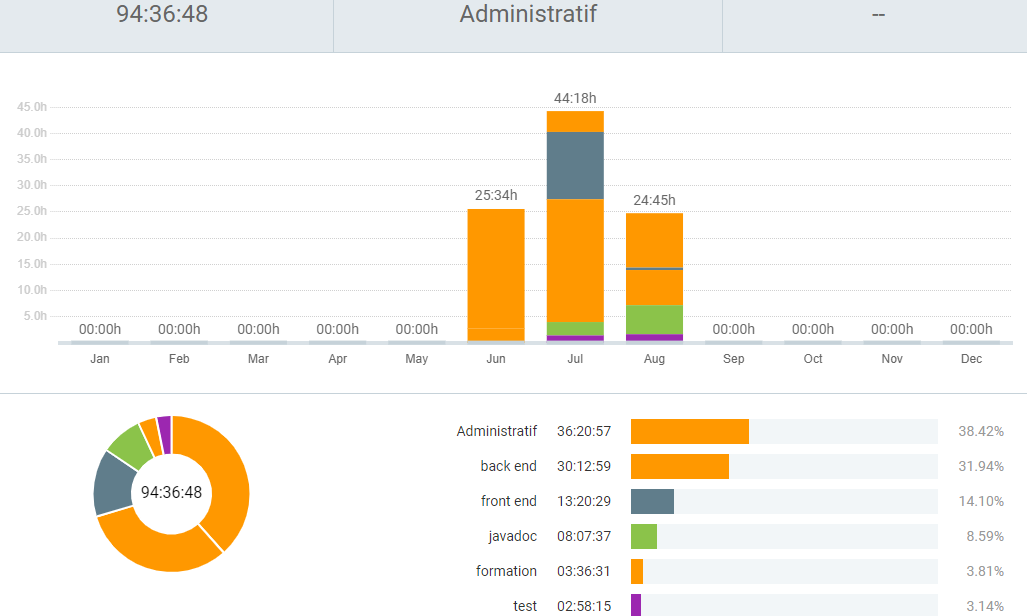 94:36:48 Administratif --
44:18h
45.0h
40.0h
35.0h
30.0h
25:34h 24:45h
25.0h
20.0h
15.0h
10.0h
5.0h
00:00h 00:00h 00:00h 00:00h 00:00h 00:00h 00:00h 00:00h 00:00h
Jan Feb Mar Apr May Jun Jul Aug Sep Oct Nov Dec
94:36:48
Administratif 36:20:57 38.42%
back end 30:12:59 31.94%
front end 13:20:29 14.10%
javadoc 08:07:37 8.59%
formation 03:36:31 3.81%
test 02:58:15 3.14%